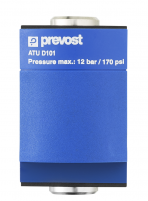 prevost
ATU D101
Pressure max.: 12 bar / 170 psi